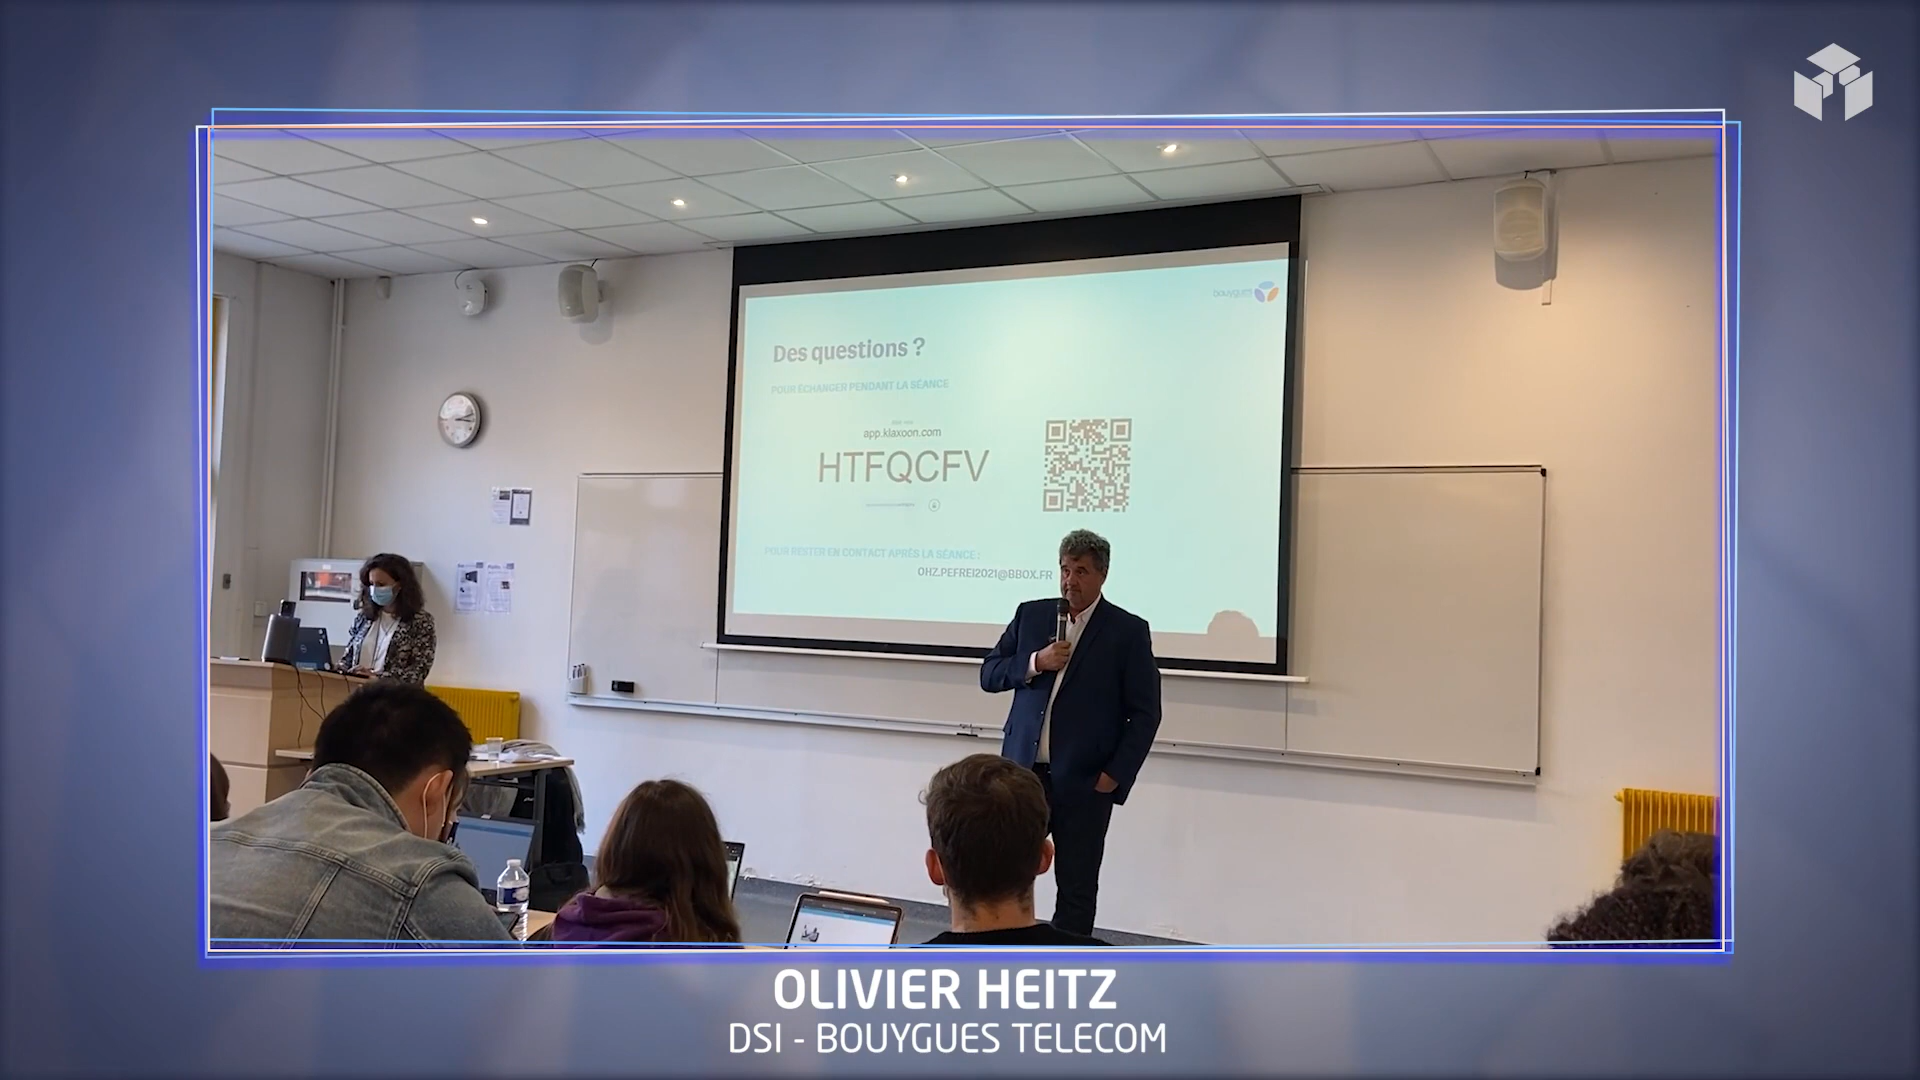 bouygues
Des questions ?
POUR ÉCHANGER PENDANT LA SÉANCE
app.klaxoon.com
HTFQCFV
POUR RESTER EN CONTACT APRÈS LA SÉANCE :
OHZ.PEFREI2021@BBOX.FR
OLIVIER HEITZ
DSI - BOUYGUES TELECOM